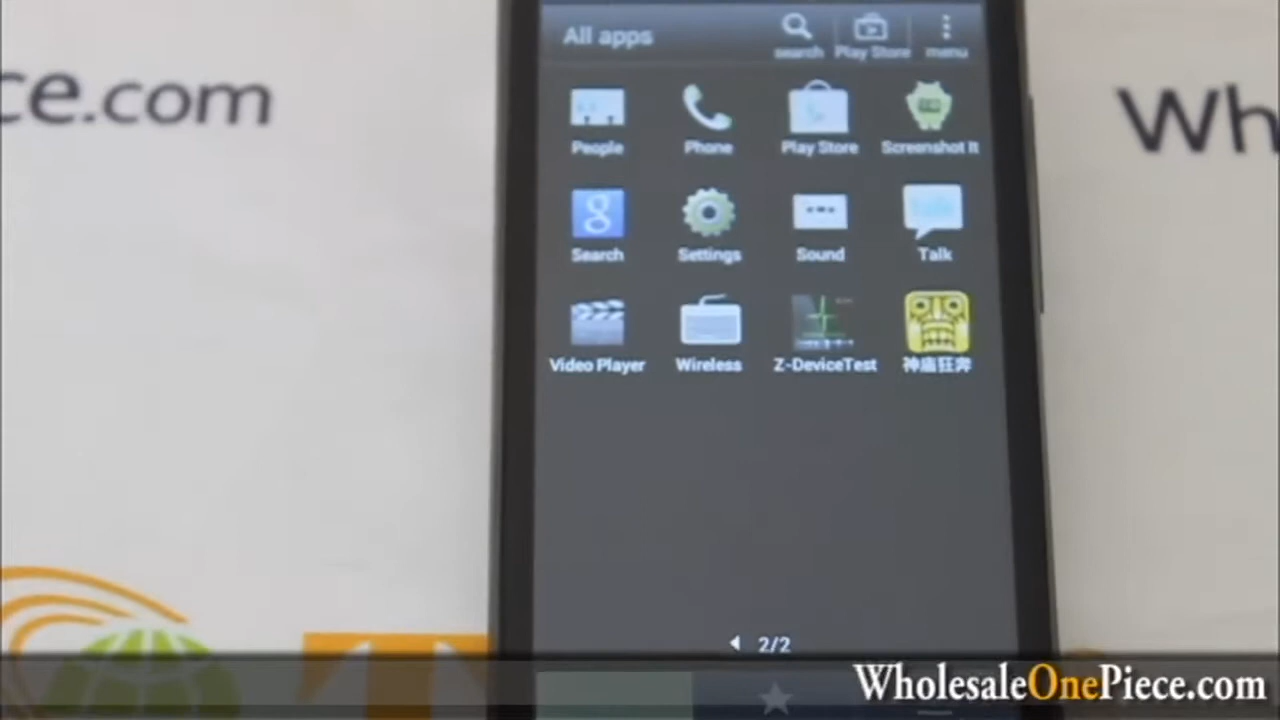 ce.com
Wh
All apps
search Play Store menu
People Phone Play Store Screenshot It
Search Settings Sound Talk
Video Player Wireless Z-DeviceTest 神庙狂奔
2/2
T
WholesaleOnePiece.com